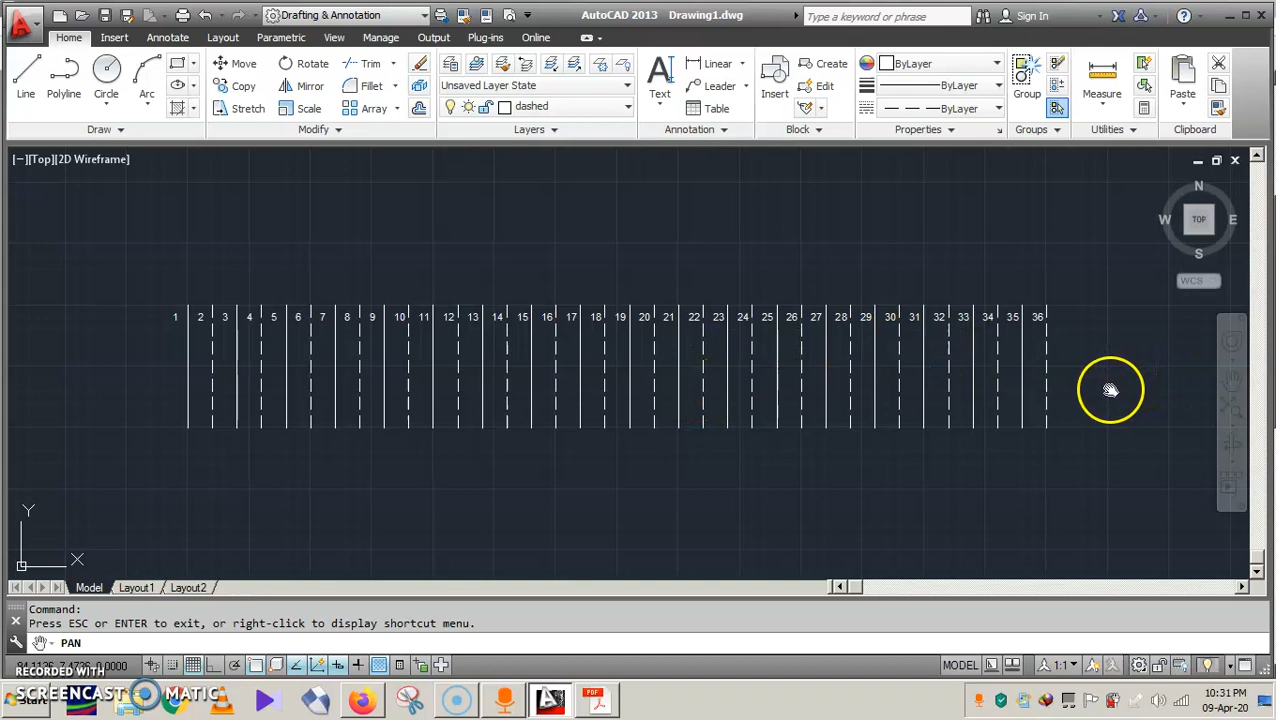 Drafting & Annotation
AutoCAD 2013 Drawing1.dwg
Type a keyword or phrase
Sign In
Home Insert Annotate Layout Parametric View Manage Output Plug-ins Online
Move Rotate Trim Unsaved Layer State Linear Create ByLayer
Line Polyline Circle Arc Copy Mirror Fillet Text Leader Insert Edit ByLayer Group Measure Paste
Stretch Scale Array dashed Table ByLayer
Draw Modify Layers Annotation Block Properties Groups Utilities Clipboard
[−][Top][2D Wireframe]
N
W TOP E
S
WCS
1 2 3 4 5 6 7 8 9 10 11 12 13 14 15 16 17 18 19 20 21 22 23 24 25 26 27 28 29 30 31 32 33 34 35 36
Y
X
Model Layout1 Layout2
Command:
Press ESC or ENTER to exit, or right-click to display shortcut menu.
PAN
MODEL 1:1
RECORDED WITH
SCREENCAST MATIC
Start
PDF
10:31 PM
09-Apr-20